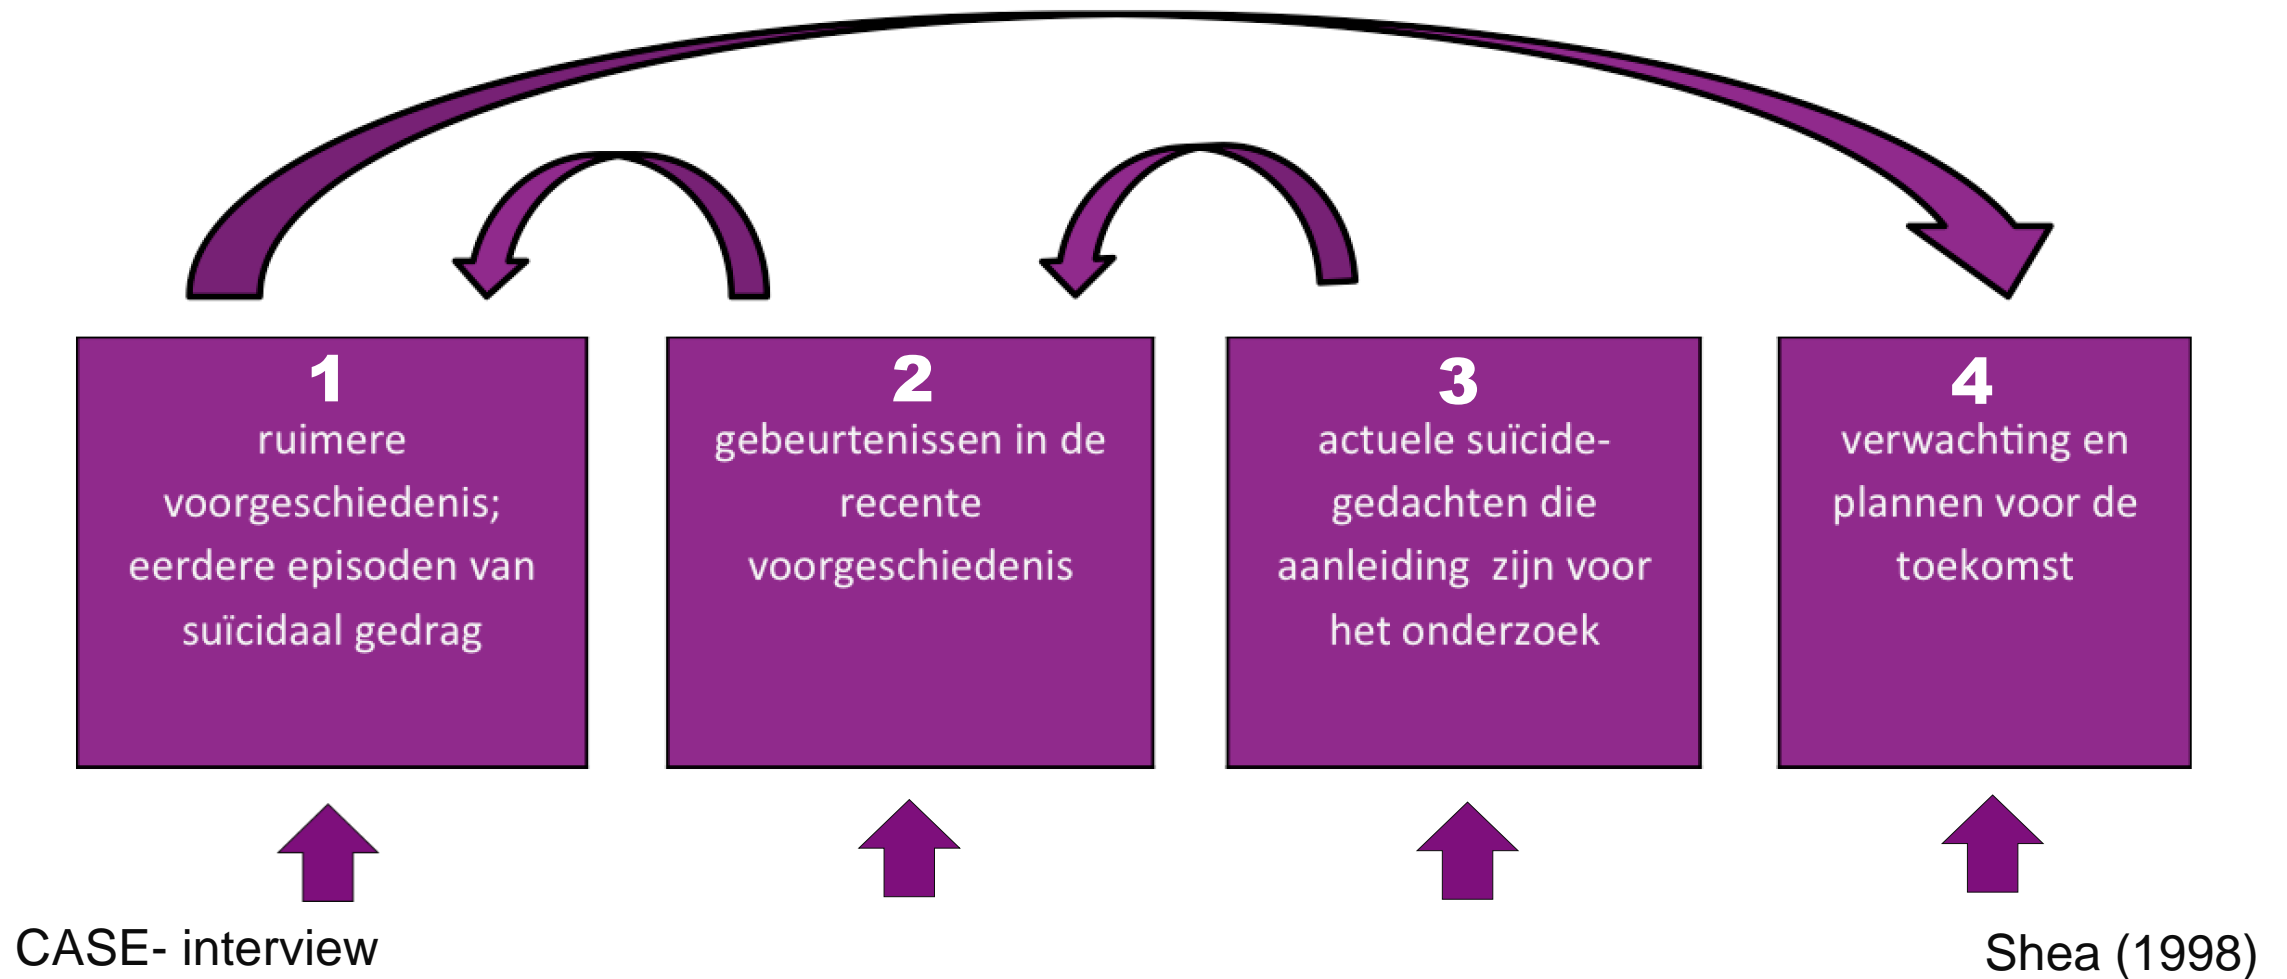 1
ruimere
voorgeschiedenis;
eerdere episoden van
suïcidaal gedrag
2
gebeurtenissen in de
recente
voorgeschiedenis
3
actuele suïcide-
gedachten die
aanleiding  zijn voor
het onderzoek
4
verwachting en
plannen voor de
toekomst
CASE- interview
Shea (1998)